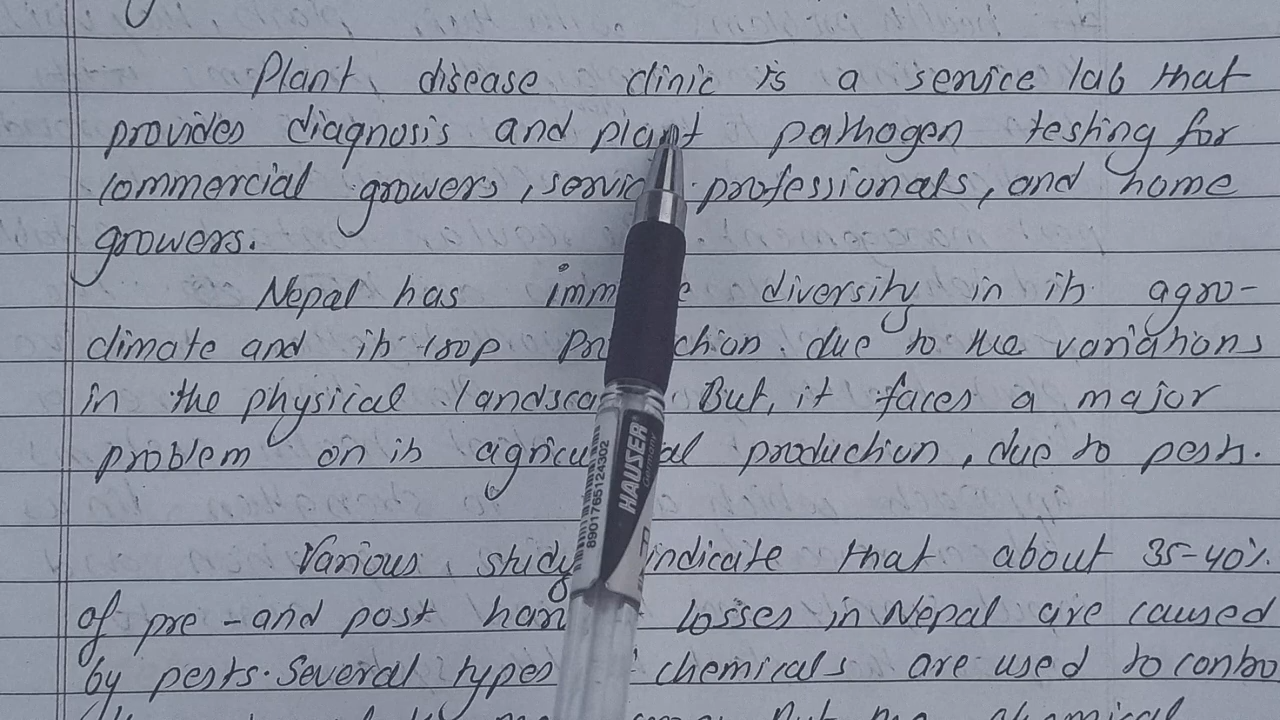 Plant disease clinic is a service lab that
provides diagnosis and plant pathogen testing for
commercial growers, servic professionals, and home
growers.
Nepal has imm e diversity in its agro-
climate and its crop pr ction due to the variations
in the physical landsca But, it faces a major
problem on its agricu al production, due to pests.
HAUSER
Germany
8901765124302
Various study indicate that about 35-40%
of pre - and post har losses in Nepal are caused
by pests. Several types chemicals are used to contro